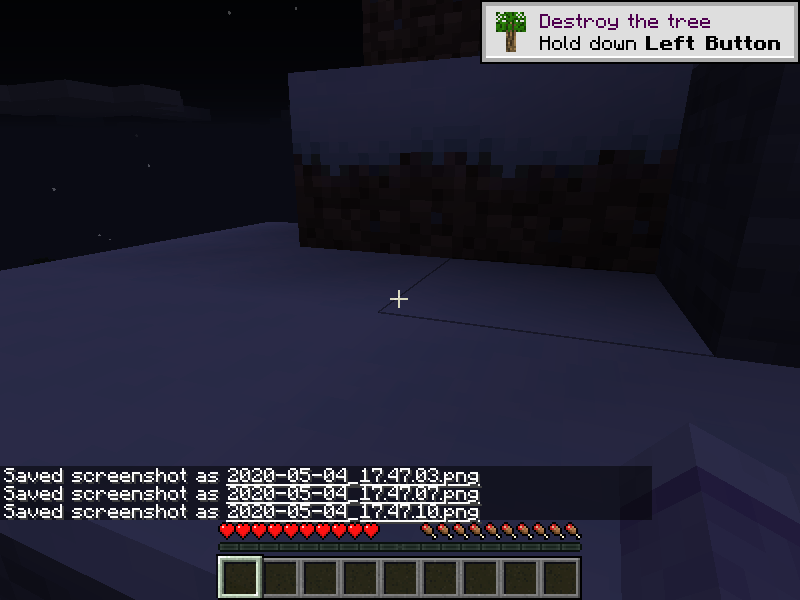 Destroy the tree
Hold down Left Button
Saved screenshot as 2020-05-04_17.47.03.png
Saved screenshot as 2020-05-04_17.47.07.png
Saved screenshot as 2020-05-04_17.47.10.png